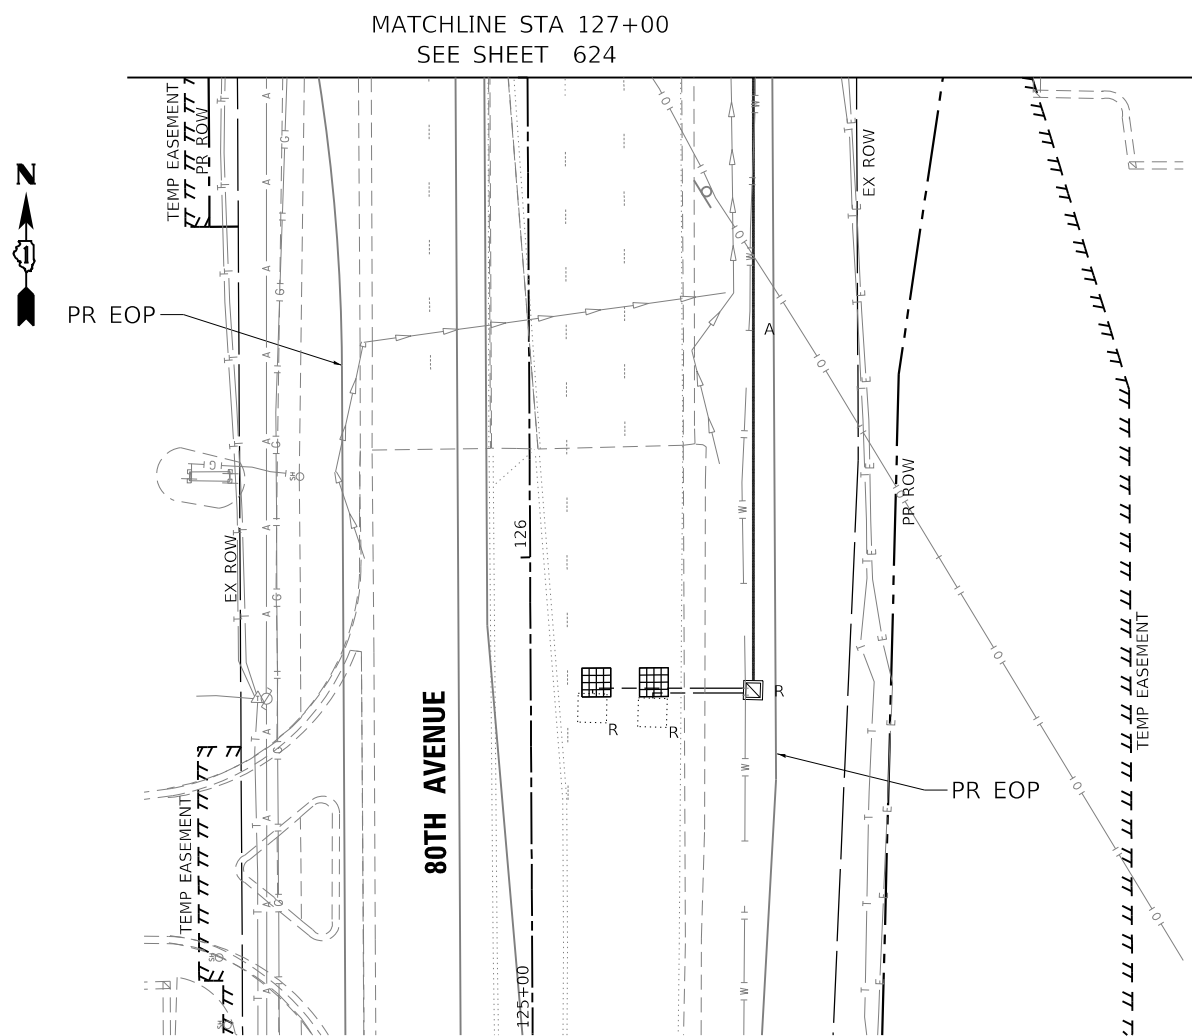 MATCHLINE STA 127+00
SEE SHEET 624
TEMP EASEMENT
PR ROW
EX ROW
N
1
PR EOP
A
PR ROW
EX ROW
126
TEMP EASEMENT
R
R
R
80TH AVENUE
PR EOP
TEMP EASEMENT
125+00